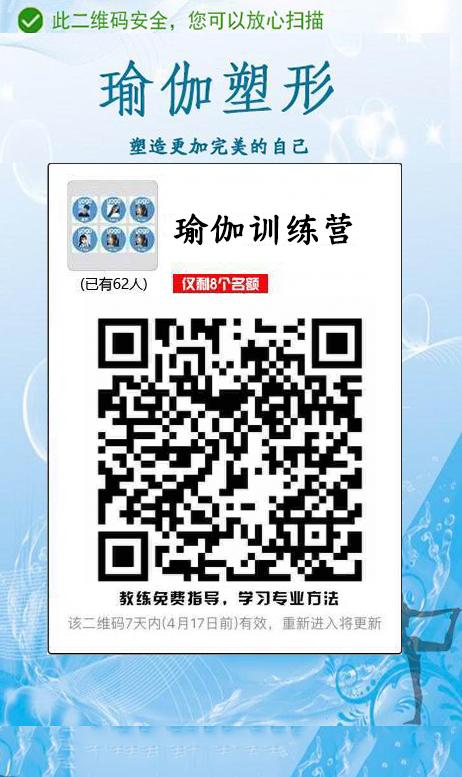 此二维码安全，您可以放心扫描
瑜伽塑形
塑造更加完美的自己
瑜伽训练营
(已有62人)
仅剩8个名额
教练免费指导，学习专业方法
该二维码7天内(4月17日前)有效，重新进入将更新